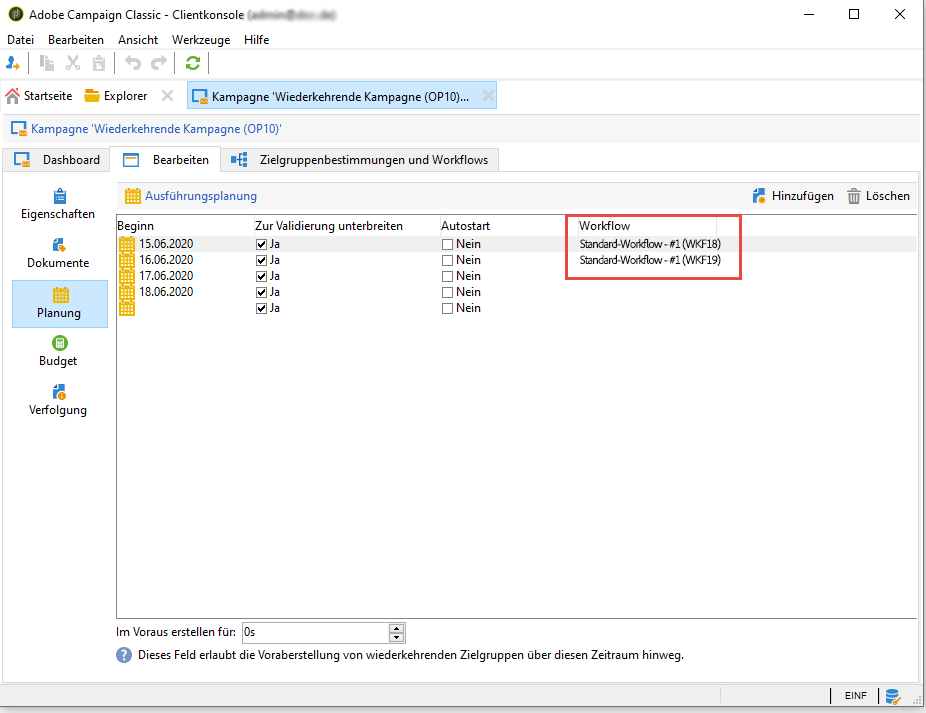 Adobe Campaign Classic - Clientkonsole
Datei Bearbeiten Ansicht Werkzeuge Hilfe
Startseite Explorer Kampagne 'Wiederkehrende Kampagne (OP10)...
Kampagne 'Wiederkehrende Kampagne (OP10)'
Dashboard Bearbeiten Zielgruppenbestimmungen und Workflows
Eigenschaften
Dokumente
Planung
Budget
Verfolgung
Ausführungsplanung Hinzufügen Löschen
Beginn Zur Validierung unterbreiten Autostart Workflow
15.06.2020 Ja Nein Standard-Workflow - #1 (WKF18)
16.06.2020 Ja Nein Standard-Workflow - #1 (WKF19)
17.06.2020 Ja Nein
18.06.2020 Ja Nein
Ja Nein
Im Voraus erstellen für: 0s
? Dieses Feld erlaubt die Voraberstellung von wiederkehrenden Zielgruppen über diesen Zeitraum hinweg.
EINF